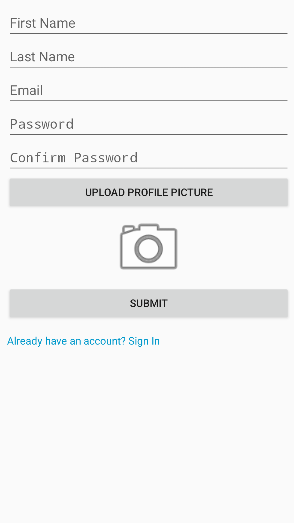 First Name
Last Name
Email
Password
Confirm Password
UPLOAD PROFILE PICTURE
SUBMIT
Already have an account? Sign In